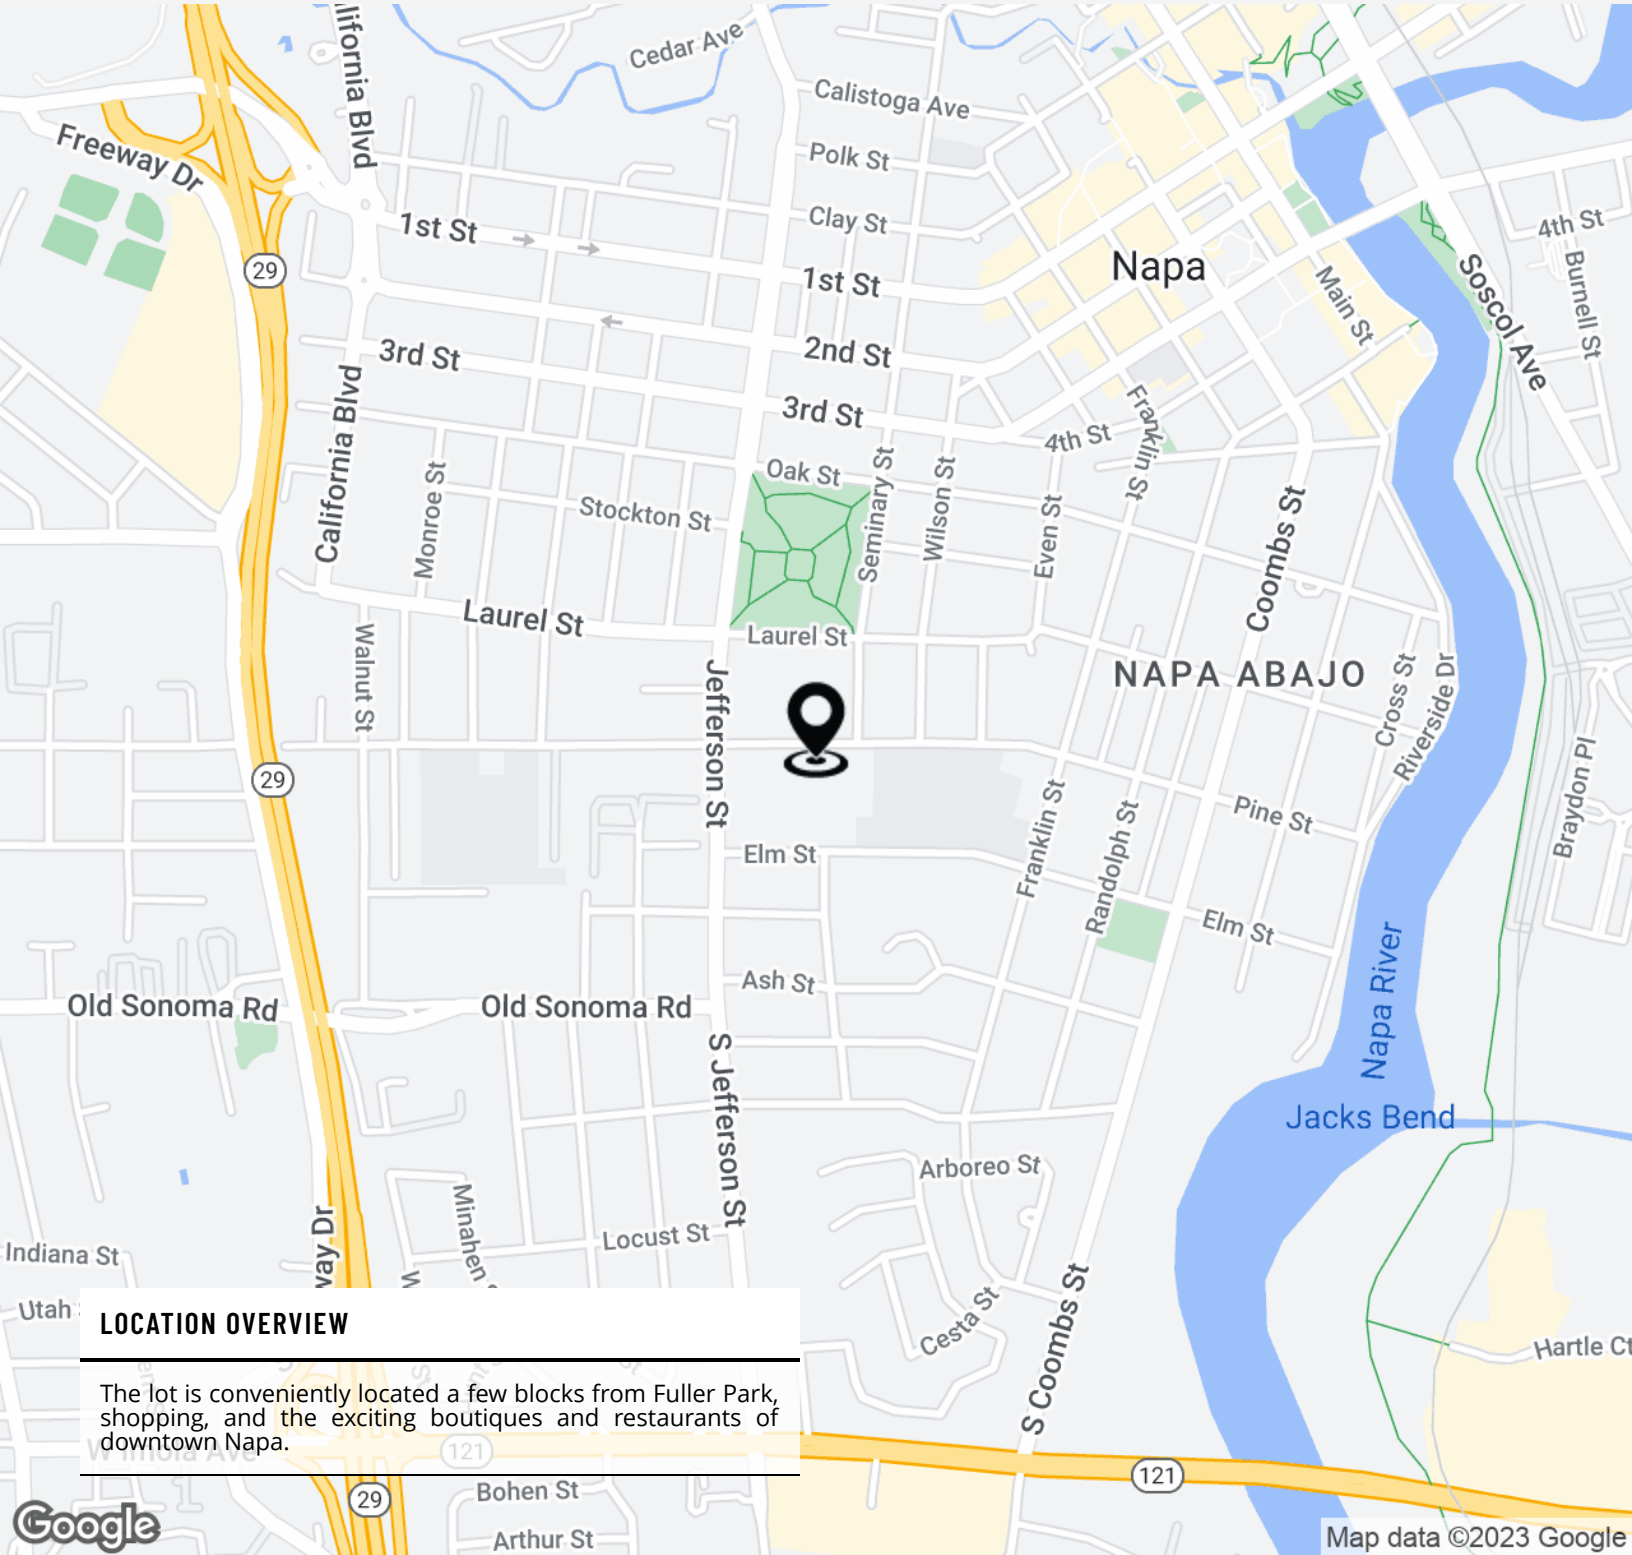 Cedar Ave
lifornia Blvd
Calistoga Ave
Freeway Dr
Polk St
1st St
Clay St
4th St
29
1st St
Napa
Burnell St
Soscol Ave
Main St
3rd St
2nd St
3rd St
Franklin St
4th St
California Blvd
Monroe St
Oak St
Seminary St
Wilson St
Stockton St
Even St
Coombs St
Laurel St
Walnut St
Laurel St
NAPA ABAJO
Cross St
Riverside Dr
Jefferson St
29
Braydon Pl
Franklin St
Randolph St
Pine St
Elm St
Elm St
Napa River
Ash St
Old Sonoma Rd
Old Sonoma Rd
S Jefferson St
Jacks Bend
Arboreo St
Minahen
Locust St
Indiana St
way Dr
W
Utah
Cesta St
S Coombs St
Hartle Ct
LOCATION OVERVIEW
The lot is conveniently located a few blocks from Fuller Park,
shopping, and the exciting boutiques and restaurants of
downtown Napa.
121
121
29
Bohen St
Arthur St
Google
Map data ©2023 Google